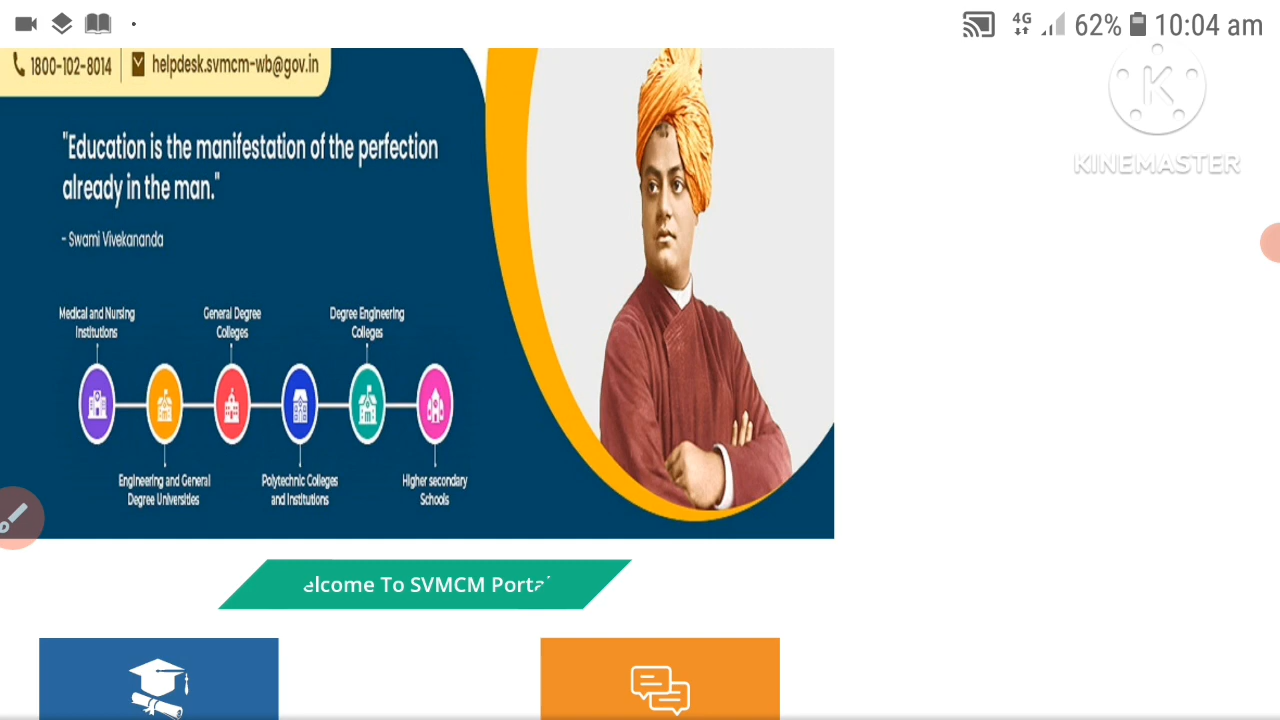 4G 62% 10:04 am
1800-102-8014 helpdesk.svmcm-wb@gov.in
K
KINEMASTER
"Education is the manifestation of the perfection
already in the man."
- Swami Vivekananda
Medical and Nursing
Institutions
General Degree
Colleges
Degree Engineering
Colleges
Engineering and General
Degree Universities
Polytechnic Colleges
and Institutions
Higher secondary
Schools
elcome To SVMCM Portal